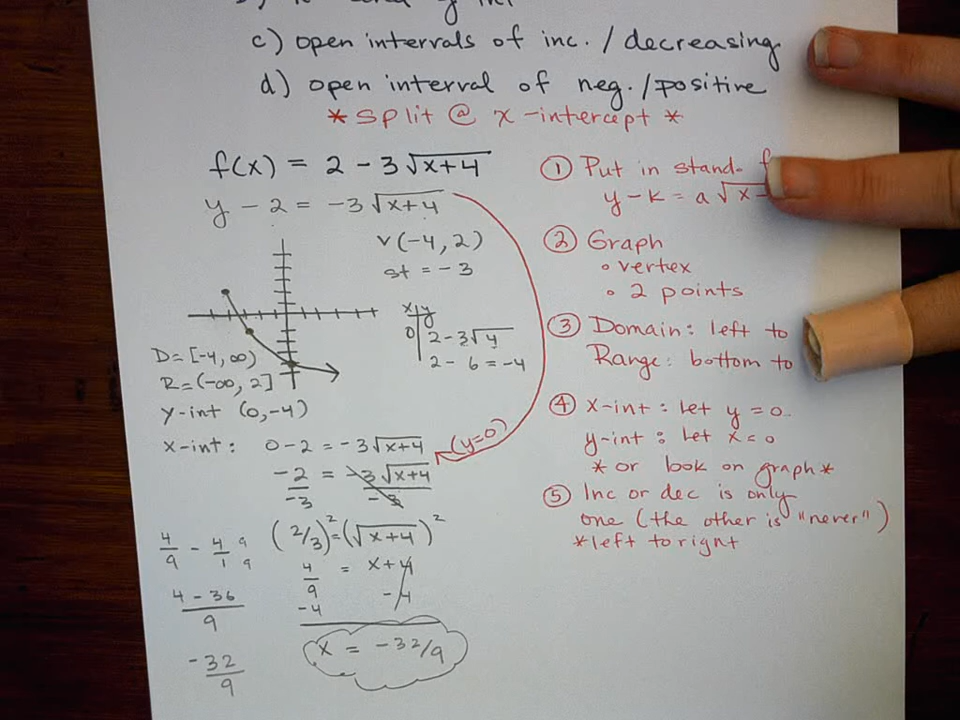 c) open intervals of inc. / decreasing
d) open interval of neg. / positive
* split @ x-intercept *
f(x) = 2 - 3√x+4
y - 2 = -3√x+4
v(-4, 2)
st = -3
x | y
0 | 2 - 3√4
2 - 6 = -4
D = [-4, ∞)
R = (-∞, 2]
y-int (0, -4)
x-int: 0 - 2 = -3√x+4
(y=0)
-2 = -3√x+4
-3 -3
(2/3)² = (√x+4)²
4/9 = x+4
-4 -4
x = -32/9
4/9 - 4/1 9/9
4 - 36
9
-32
9
① Put in stand.
y - k = a√x-
② Graph
• vertex
• 2 points
③ Domain: left to
Range: bottom to
④ x-int: let y = 0.
y-int: let x = 0
* or look on graph *
⑤ Inc or dec is only
one (the other is "never")
* left to right